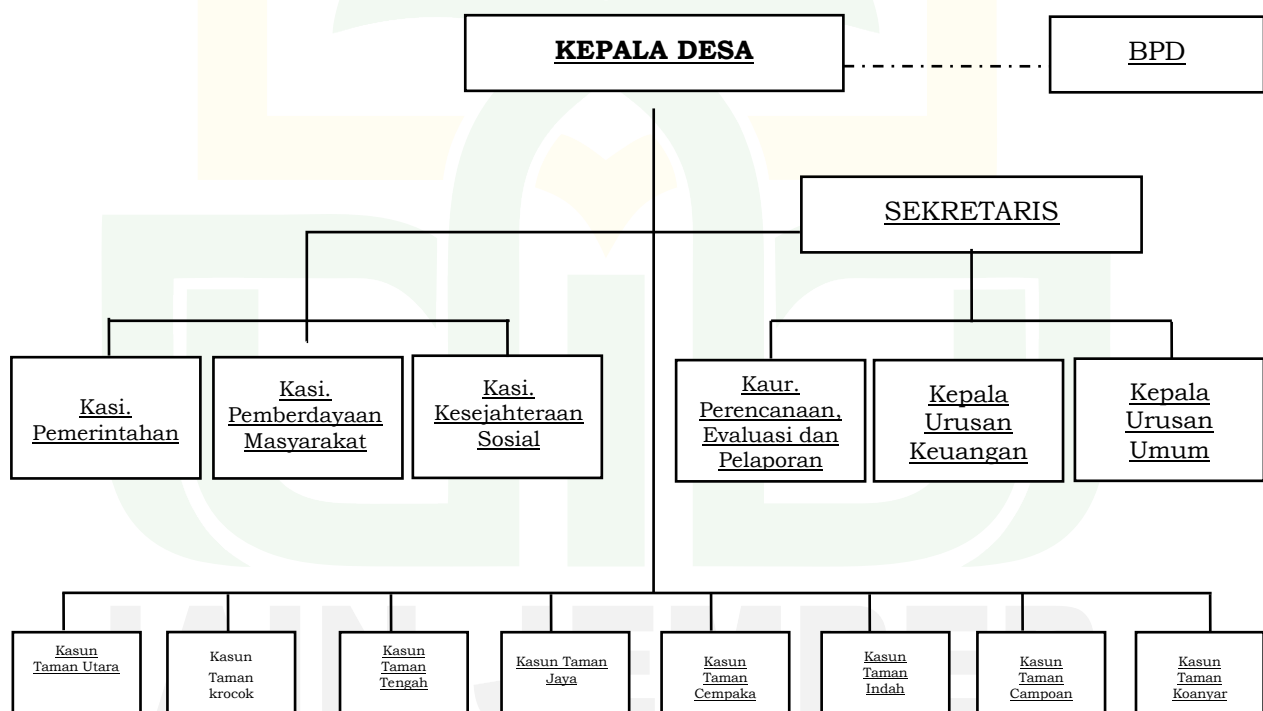 KEPALA DESA
BPD
SEKRETARIS
Kasi.
Pemerintahan
Kasi.
Pemberdayaan
Masyarakat
Kasi.
Kesejahteraan
Sosial
Kaur.
Perencanaan,
Evaluasi dan
Pelaporan
Kepala
Urusan
Keuangan
Kepala
Urusan
Umum
Kasun
Taman Utara
Kasun
Taman
krocok
Kasun
Taman
Tengah
Kasun Taman
Jaya
Kasun
Taman
Cempaka
Kasun
Taman
Indah
Kasun
Taman
Campoan
Kasun
Taman
Koanyar
IAIN JEMBER